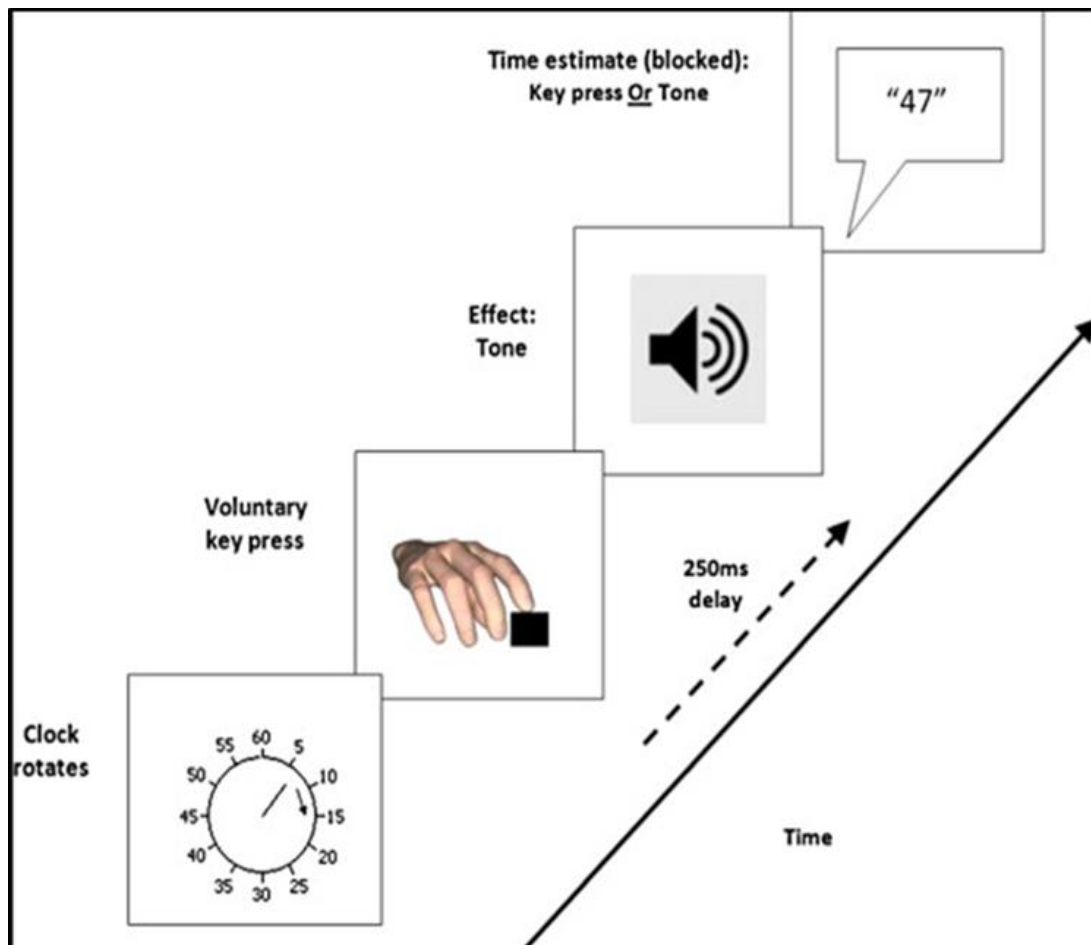 Time estimate (blocked):
Key press Or Tone
“47”
Effect:
Tone
Voluntary
key press
250ms
delay
Clock
rotates
60
5
10
15
20
25
30
35
40
45
50
55
Time